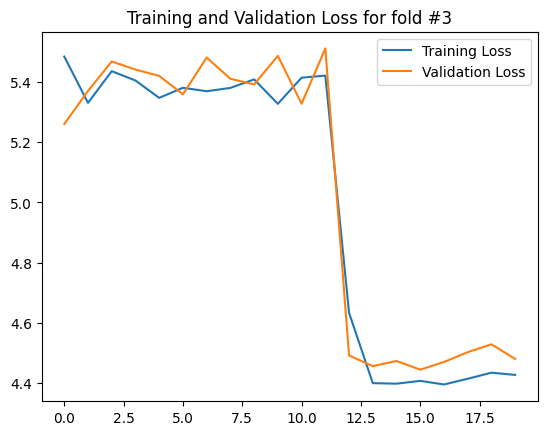 Training and Validation Loss for fold #3
Training Loss
Validation Loss
5.4
5.2
5.0
4.8
4.6
4.4
0.0 2.5 5.0 7.5 10.0 12.5 15.0 17.5